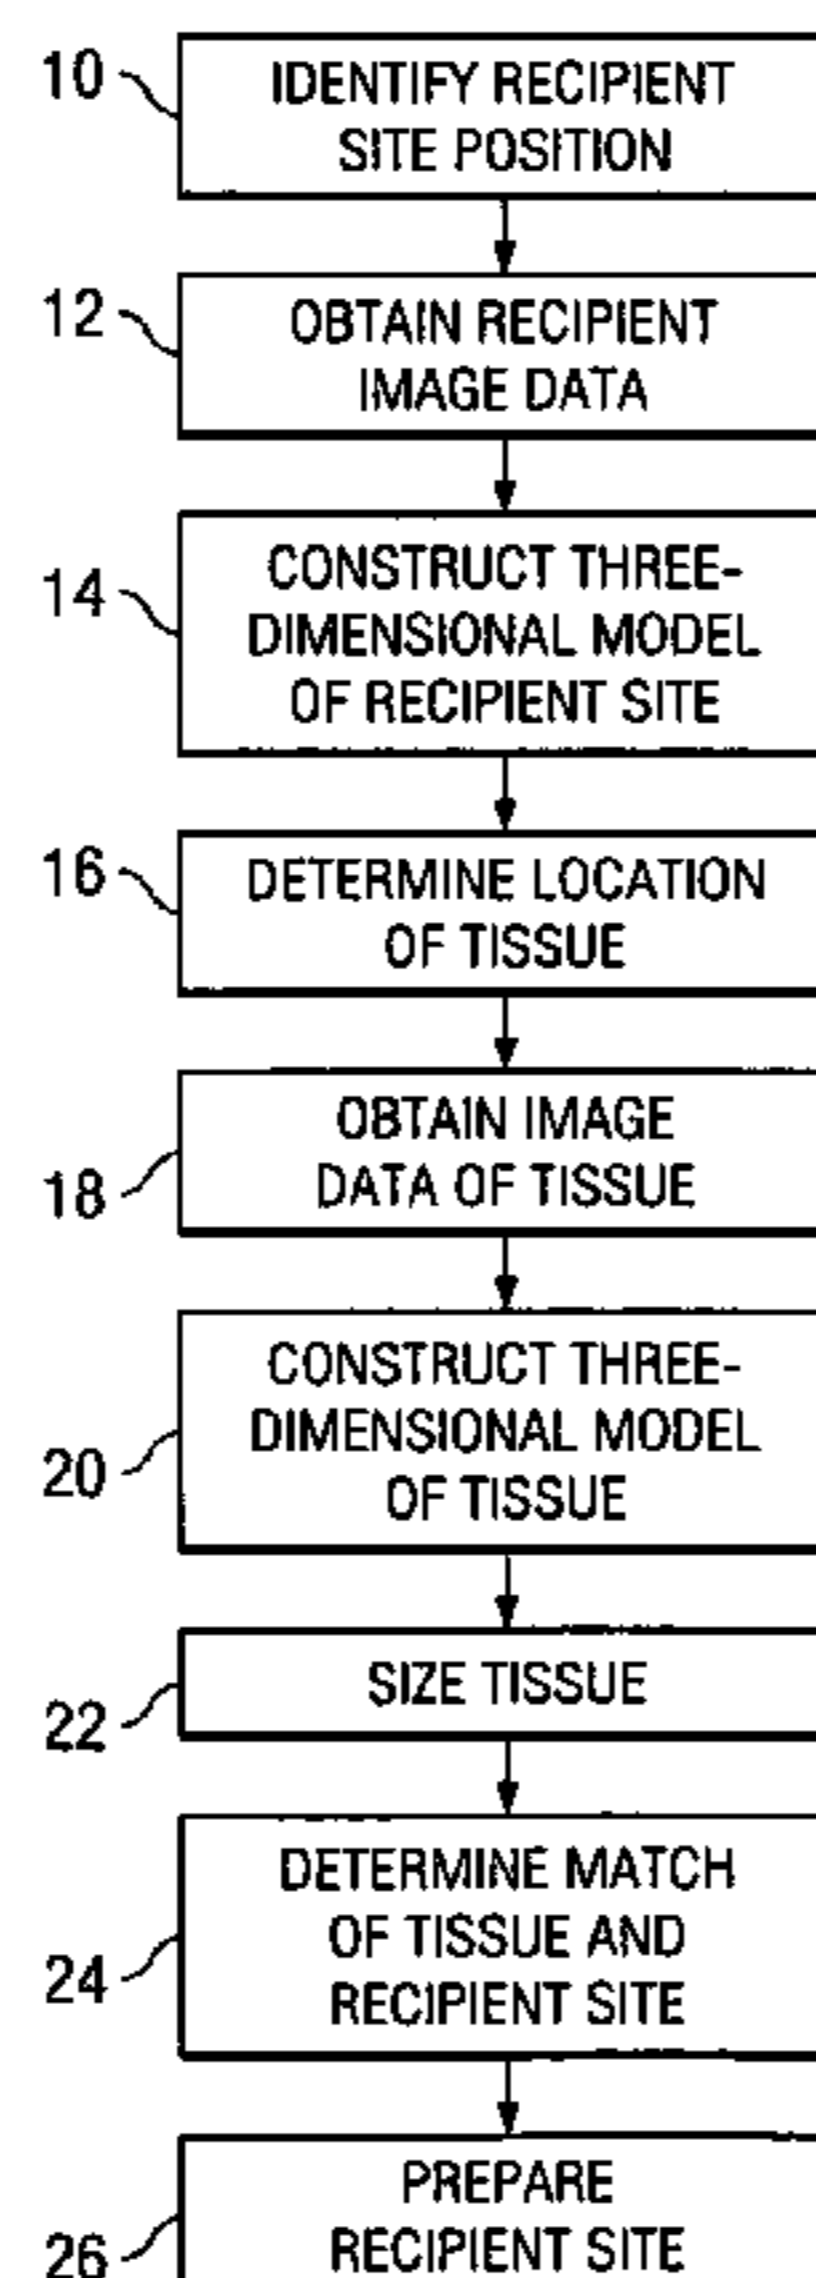 10
IDENTIFY RECIPIENT
SITE POSITION
12
OBTAIN RECIPIENT
IMAGE DATA
14
CONSTRUCT THREE-
DIMENSIONAL MODEL
OF RECIPIENT SITE
16
DETERMINE LOCATION
OF TISSUE
18
OBTAIN IMAGE
DATA OF TISSUE
20
CONSTRUCT THREE-
DIMENSIONAL MODEL
OF TISSUE
22
SIZE TISSUE
24
DETERMINE MATCH
OF TISSUE AND
RECIPIENT SITE
26
PREPARE
RECIPIENT SITE